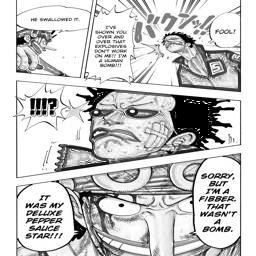 FOOL!
I'VE
SHOWN YOU
OVER AND
OVER THAT
EXPLOSIVES
DON'T WORK
ON ME!! I'M
A HUMAN
BOMB!!!
HE SWALLOWED IT.
!!!?
SORRY,
BUT
I'M A
FIBBER.
THAT
WASN'T
A BOMB.
IT
WAS MY
DELUXE
PEPPER
SAUCE
STAR!!!